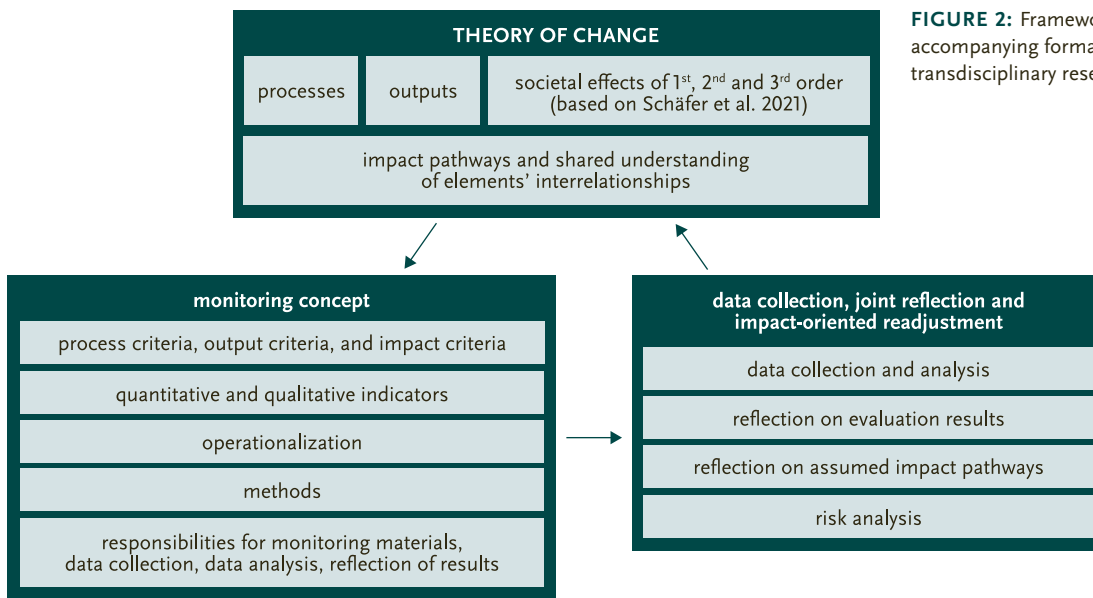 THEORY OF CHANGE
processes
outputs
societal effects of 1st, 2nd and 3rd order
(based on Schäfer et al. 2021)
impact pathways and shared understanding
of elements' interrelationships
FIGURE 2:
accompanying
transdisciplinary
monitoring concept
process criteria, output criteria, and impact criteria
quantitative and qualitative indicators
operationalization
methods
responsibilities for monitoring materials,
data collection, data analysis, reflection of results
data collection, joint reflection and
impact-oriented readjustment
data collection and analysis
reflection on evaluation results
reflection on assumed impact pathways
risk analysis